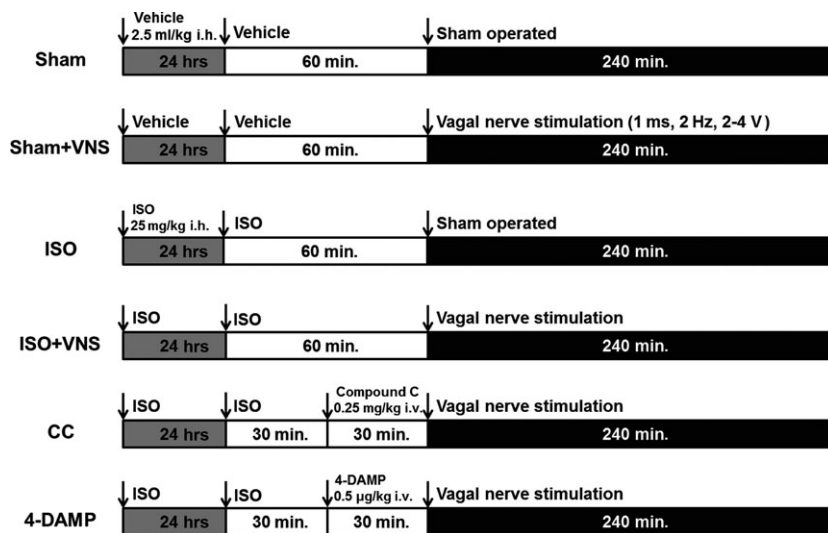 Vehicle
2.5 ml/kg i.h. Vehicle Sham operated
Sham 24 hrs 60 min. 240 min.
Vehicle Vehicle Vagal nerve stimulation (1 ms, 2 Hz, 2-4 V)
Sham+VNS 24 hrs 60 min. 240 min.
ISO
25 mg/kg i.h. ISO Sham operated
ISO 24 hrs 60 min. 240 min.
ISO ISO Vagal nerve stimulation
ISO+VNS 24 hrs 60 min. 240 min.
Compound C
ISO ISO 0.25 mg/kg i.v. Vagal nerve stimulation
CC 24 hrs 30 min. 30 min. 240 min.
4-DAMP
ISO ISO 0.5 μg/kg i.v. Vagal nerve stimulation
4-DAMP 24 hrs 30 min. 30 min. 240 min.